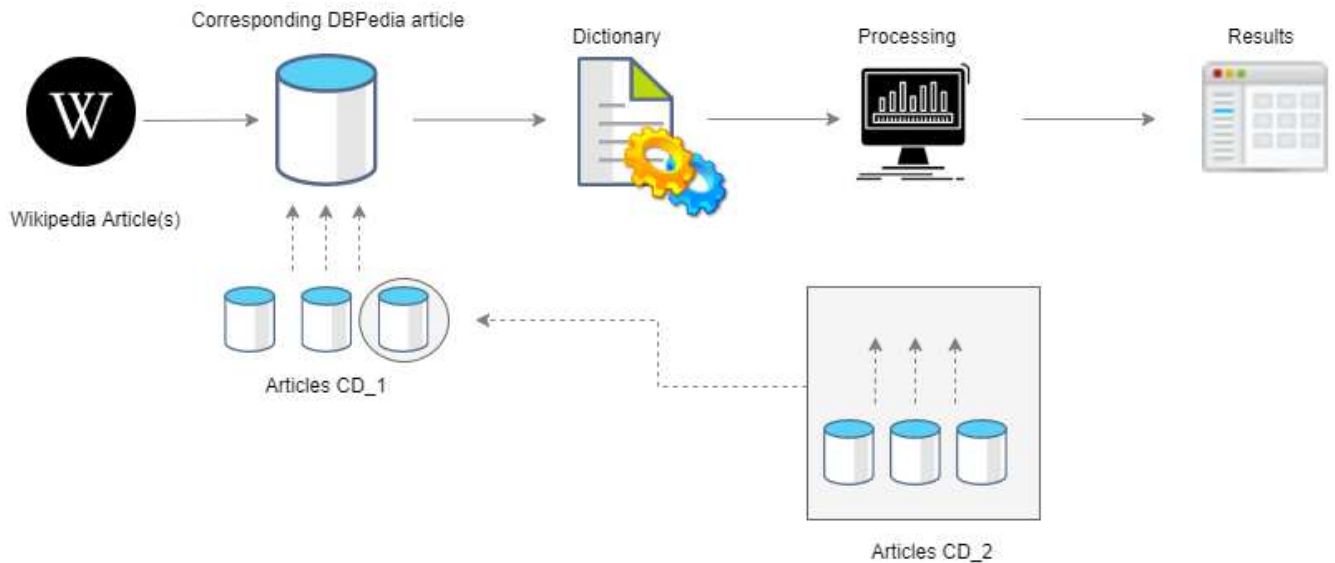 Corresponding DBPedia article
Dictionary
Processing
Results
W
Wikipedia Article(s)
Articles CD_1
Articles CD_2